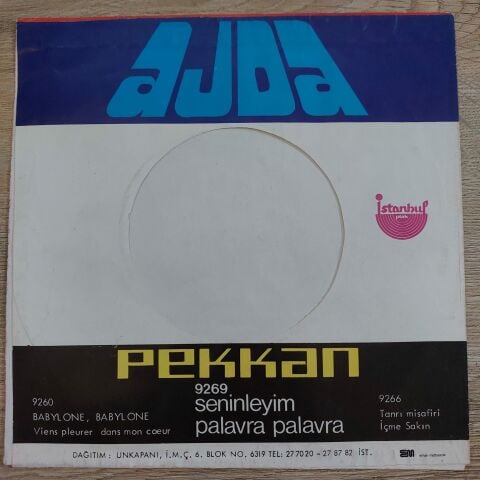 AJDA
istanbul
plak
PEKKAN
9260
BABYLONE, BABYLONE
Viens pleurer dans mon cœur
9269
seninleyim
palavra palavra
9266
Tanrı misafiri
İçme Sakın
DAĞITIM : UNKAPANI, İ.M.Ç. 6. BLOK NO. 6319 TEL: 27 70 20 - 27 87 82 İST.